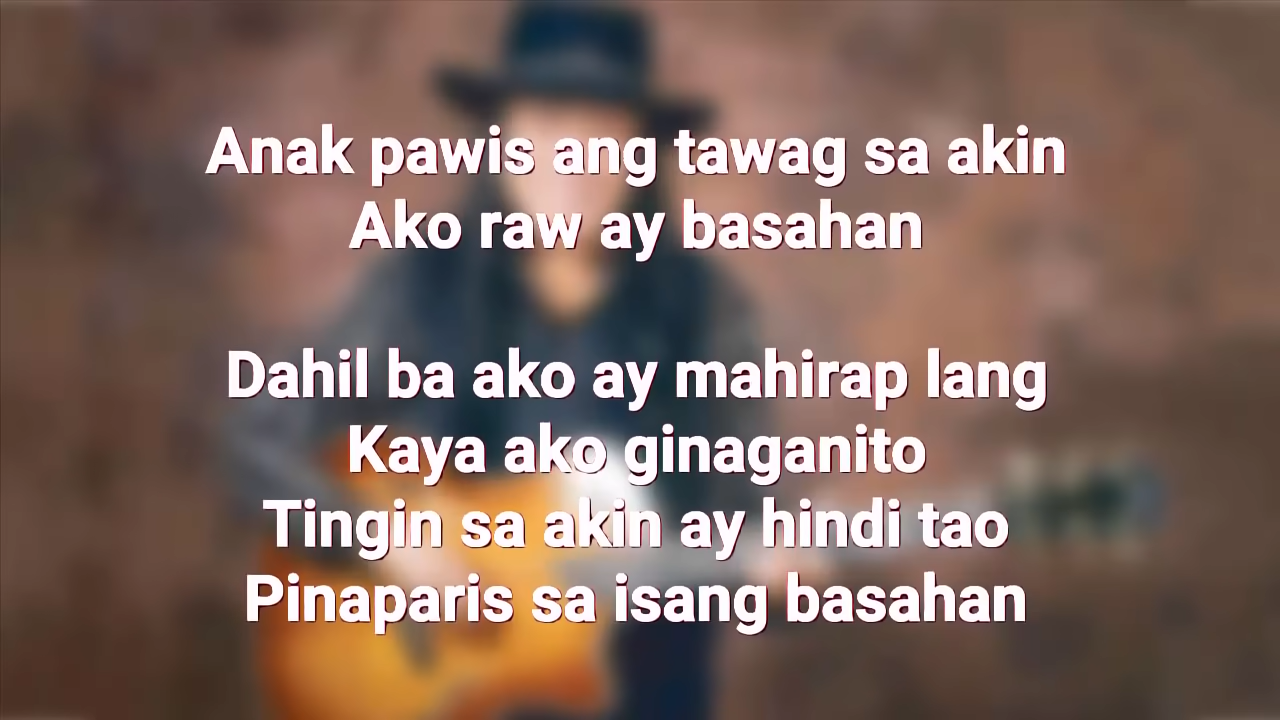 Anak pawis ang tawag sa akin
Ako raw ay basahan
Dahil ba ako ay mahirap lang
Kaya ako ginaganito
Tingin sa akin ay hindi tao
Pinaparis sa isang basahan